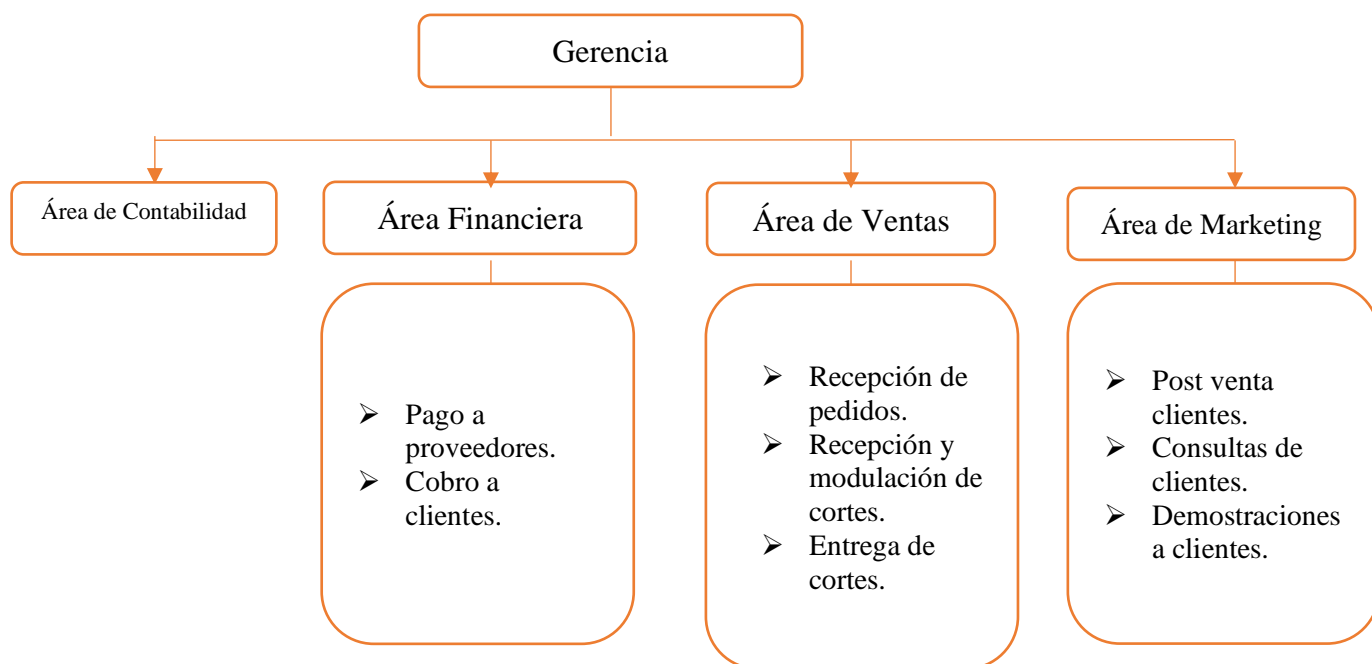 Gerencia
Área de Contabilidad
Área Financiera
Área de Ventas
Área de Marketing
➢ Pago a
proveedores.
➢ Cobro a
clientes.
➢ Recepción de
pedidos.
➢ Recepción y
modulación de
cortes.
➢ Entrega de
cortes.
➢ Post venta
clientes.
➢ Consultas de
clientes.
➢ Demostraciones
a clientes.